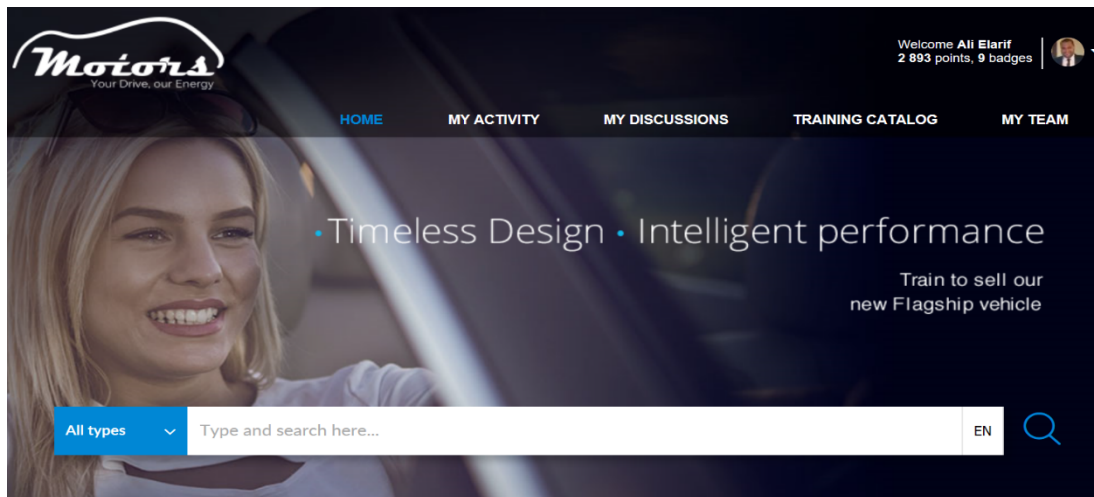 Motors
Your Drive, our Energy
Welcome Ali Elarif
2 893 points, 9 badges
HOME MY ACTIVITY MY DISCUSSIONS TRAINING CATALOG MY TEAM
•Timeless Design • Intelligent performance
Train to sell our
new Flagship vehicle
All types Type and search here... EN